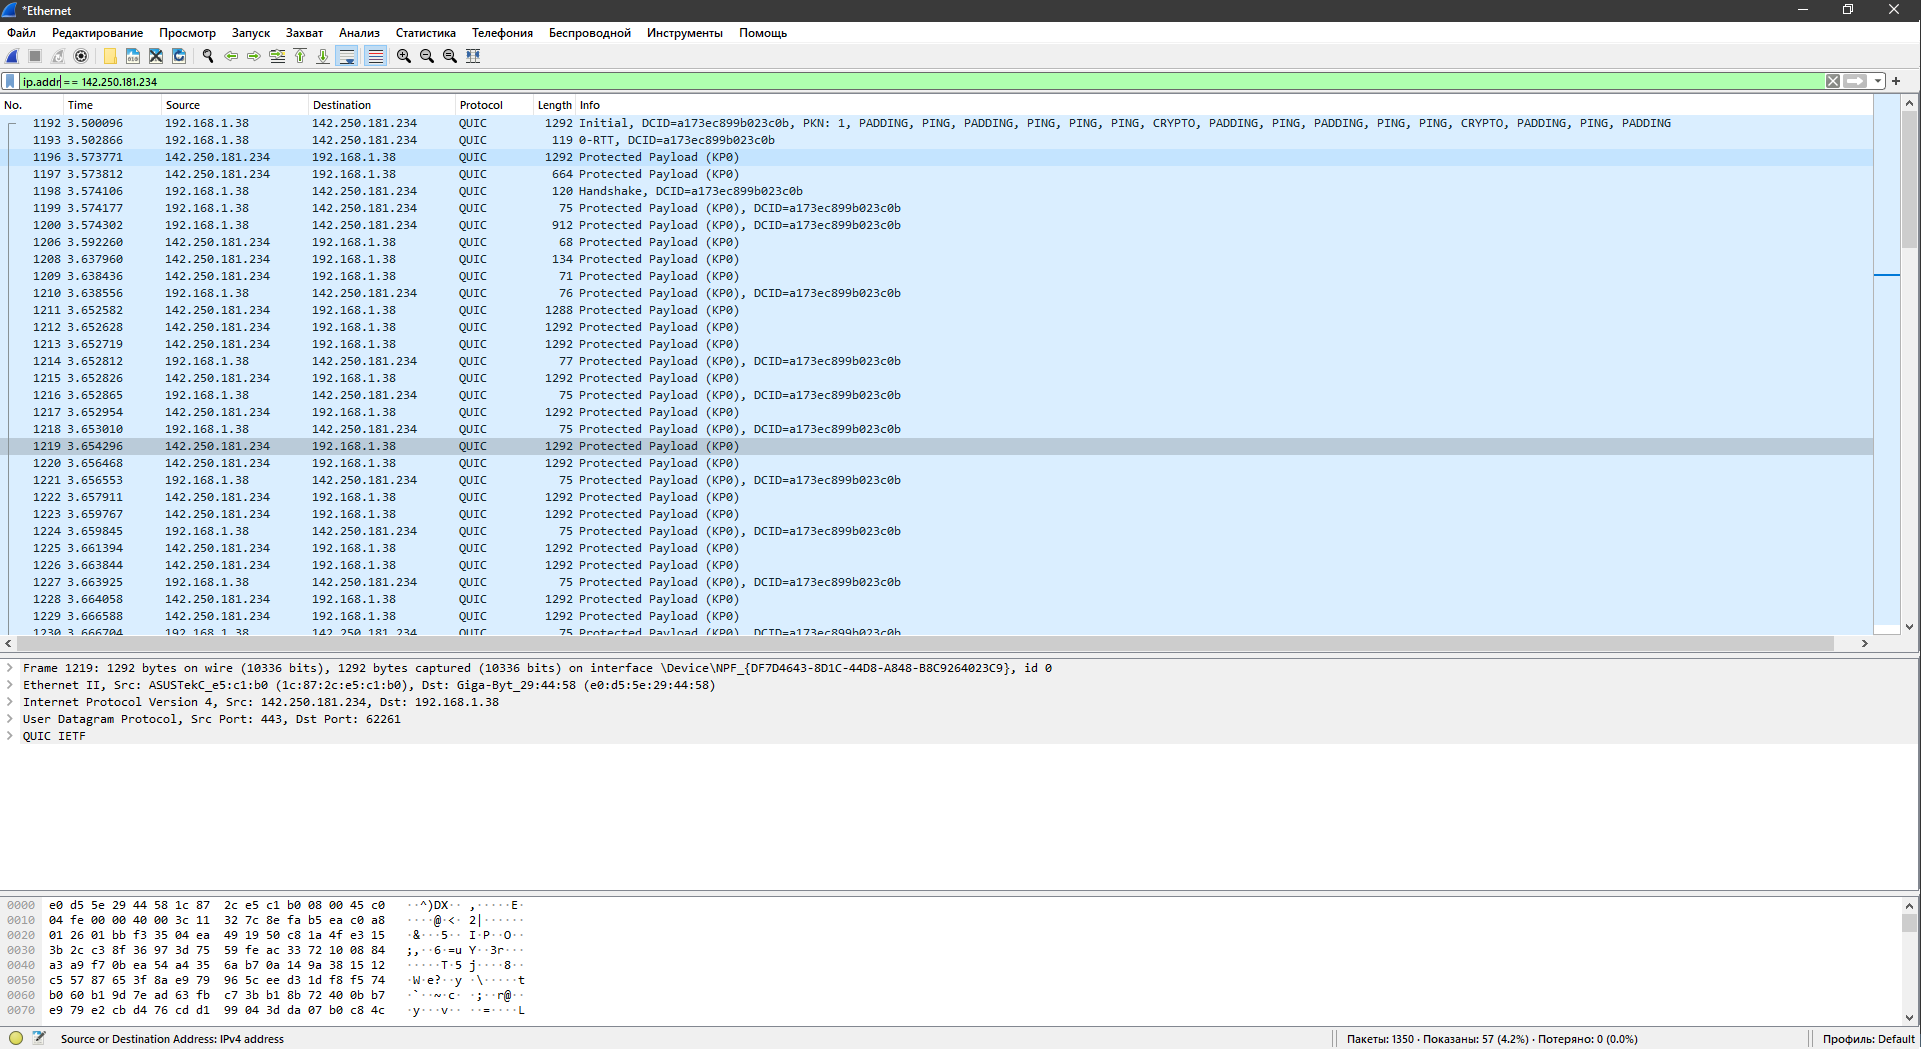 *Ethernet
Файл Редактирование Просмотр Запуск Захват Анализ Статистика Телефония Беспроводной Инструменты Помощь
ip.addr == 142.250.181.234
No. Time Source Destination Protocol Length Info
1192 3.500096 192.168.1.38 142.250.181.234 QUIC 1292 Initial, DCID=a173ec899b023c0b, PKN: 1, PADDING, PING, PADDING, PING, PING, PING, CRYPTO, PADDING, PING, PADDING, PING, PING, CRYPTO, PADDING, PING, PADDING
1193 3.502866 192.168.1.38 142.250.181.234 QUIC 119 0-RTT, DCID=a173ec899b023c0b
1196 3.573771 142.250.181.234 192.168.1.38 QUIC 1292 Protected Payload (KP0)
1197 3.573812 142.250.181.234 192.168.1.38 QUIC 664 Protected Payload (KP0)
1198 3.574106 192.168.1.38 142.250.181.234 QUIC 120 Handshake, DCID=a173ec899b023c0b
1199 3.574177 192.168.1.38 142.250.181.234 QUIC 75 Protected Payload (KP0), DCID=a173ec899b023c0b
1200 3.574302 192.168.1.38 142.250.181.234 QUIC 912 Protected Payload (KP0), DCID=a173ec899b023c0b
1206 3.592260 142.250.181.234 192.168.1.38 QUIC 68 Protected Payload (KP0)
1208 3.637960 142.250.181.234 192.168.1.38 QUIC 134 Protected Payload (KP0)
1209 3.638436 142.250.181.234 192.168.1.38 QUIC 71 Protected Payload (KP0)
1210 3.638556 192.168.1.38 142.250.181.234 QUIC 76 Protected Payload (KP0), DCID=a173ec899b023c0b
1211 3.652582 142.250.181.234 192.168.1.38 QUIC 1288 Protected Payload (KP0)
1212 3.652628 142.250.181.234 192.168.1.38 QUIC 1292 Protected Payload (KP0)
1213 3.652719 142.250.181.234 192.168.1.38 QUIC 1292 Protected Payload (KP0)
1214 3.652812 192.168.1.38 142.250.181.234 QUIC 77 Protected Payload (KP0), DCID=a173ec899b023c0b
1215 3.652826 142.250.181.234 192.168.1.38 QUIC 1292 Protected Payload (KP0)
1216 3.652865 192.168.1.38 142.250.181.234 QUIC 75 Protected Payload (KP0), DCID=a173ec899b023c0b
1217 3.652954 142.250.181.234 192.168.1.38 QUIC 1292 Protected Payload (KP0)
1218 3.653010 192.168.1.38 142.250.181.234 QUIC 75 Protected Payload (KP0), DCID=a173ec899b023c0b
1219 3.654296 142.250.181.234 192.168.1.38 QUIC 1292 Protected Payload (KP0)
1220 3.656468 142.250.181.234 192.168.1.38 QUIC 1292 Protected Payload (KP0)
1221 3.656553 192.168.1.38 142.250.181.234 QUIC 75 Protected Payload (KP0), DCID=a173ec899b023c0b
1222 3.657911 142.250.181.234 192.168.1.38 QUIC 1292 Protected Payload (KP0)
1223 3.659767 142.250.181.234 192.168.1.38 QUIC 1292 Protected Payload (KP0)
1224 3.659845 192.168.1.38 142.250.181.234 QUIC 75 Protected Payload (KP0), DCID=a173ec899b023c0b
1225 3.661394 142.250.181.234 192.168.1.38 QUIC 1292 Protected Payload (KP0)
1226 3.663844 142.250.181.234 192.168.1.38 QUIC 1292 Protected Payload (KP0)
1227 3.663925 192.168.1.38 142.250.181.234 QUIC 75 Protected Payload (KP0), DCID=a173ec899b023c0b
1228 3.664058 142.250.181.234 192.168.1.38 QUIC 1292 Protected Payload (KP0)
1229 3.666588 142.250.181.234 192.168.1.38 QUIC 1292 Protected Payload (KP0)
1230 3.666704 192.168.1.38 142.250.181.234 QUIC 75 Protected Payload (KP0), DCID=a173ec899b023c0b
Frame 1219: 1292 bytes on wire (10336 bits), 1292 bytes captured (10336 bits) on interface \Device\NPF_{DF7D4643-8D1C-44D8-A848-B8C9264023C9}, id 0
Ethernet II, Src: ASUSTekC_e5:c1:b0 (1c:87:2c:e5:c1:b0), Dst: Giga-Byt_29:44:58 (e0:d5:5e:29:44:58)
Internet Protocol Version 4, Src: 142.250.181.234, Dst: 192.168.1.38
User Datagram Protocol, Src Port: 443, Dst Port: 62261
QUIC IETF
0000 e0 d5 5e 29 44 58 1c 87 2c e5 c1 b0 08 00 45 c0 ··^)DX·· ,·····E·
0010 04 fe 00 00 40 00 3c 11 32 7c 8e fa b5 ea c0 a8 ····@·<· 2|······
0020 01 26 01 bb f3 35 04 ea 49 19 50 c8 1a 4f e3 15 ·&···5·· I·P··O··
0030 3b 2c c3 8f 36 97 3d 75 59 fe ac 33 72 10 08 84 ;,··6·=u Y··3r···
0040 a3 a9 f7 0b ea 54 a4 35 6a b7 0a 14 9a 38 15 12 ·····T·5 j····8··
0050 c5 57 87 65 3f 8a e9 79 96 5c ee d3 1d f8 f5 74 ·W·e?··y ·\·····t
0060 b0 60 b1 9d 7e ad 63 fb c7 3b b1 8b 72 40 0b b7 ·`··~·c· ·;··r@··
0070 e9 79 e2 cb d4 76 cd d1 99 04 3d da 07 b0 c8 4c ·y···v·· ··=····L
Source or Destination Address: IPv4 address Пакеты: 1350 · Показаны: 57 (4.2%) · Потеряно: 0 (0.0%) Профиль: Default